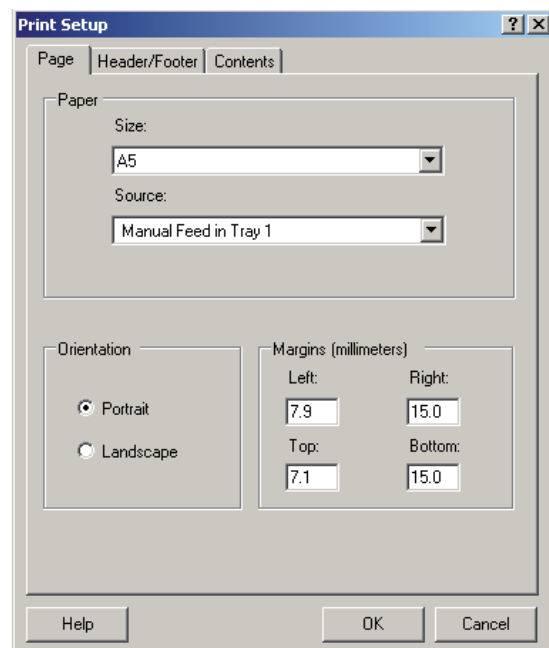 Print Setup
Page Header/Footer Contents
Paper
Size:
A5
Source:
Manual Feed in Tray 1
Orientation
Portrait
Landscape
Margins (millimeters)
Left: Right:
7.9 15.0
Top: Bottom:
7.1 15.0
Help OK Cancel